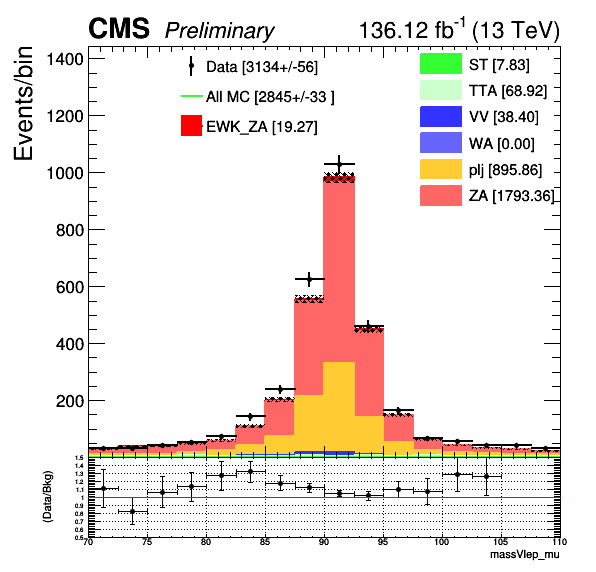 CMS Preliminary 136.12 fb⁻¹ (13 TeV)
Events/bin
1400
1200
1000
800
600
400
200
Data [3134+/-56]
All MC [2845+/-33 ]
EWK_ZA [19.27]
ST [7.83]
TTA [68.92]
VV [38.40]
WA [0.00]
plj [895.86]
ZA [1793.36]
(Data/Bkg)
1.5
1.4
1.3
1.2
1.1
1
0.9
0.8
0.7
0.6
0.5
70 75 80 85 90 95 100 105 110
massVlep_mu